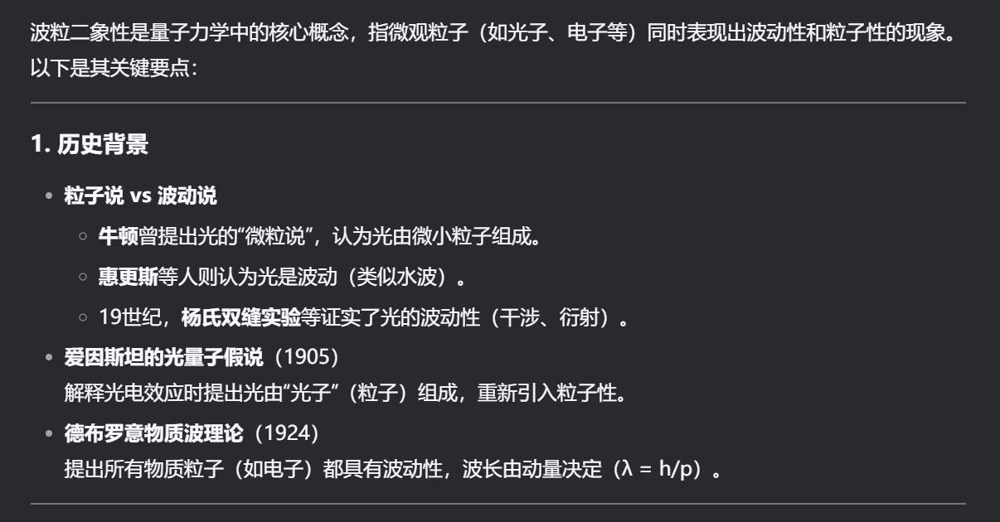 波粒二象性是量子力学中的核心概念，指微观粒子（如光子、电子等）同时表现出波动性和粒子性的现象。
以下是其关键要点：
1. 历史背景
粒子说 vs 波动说
牛顿曾提出光的“微粒说”，认为光由微小粒子组成。
惠更斯等人则认为光是波动（类似水波）。
19世纪，杨氏双缝实验等证实了光的波动性（干涉、衍射）。
爱因斯坦的光量子假说（1905）
解释光电效应时提出光由“光子”（粒子）组成，重新引入粒子性。
德布罗意物质波理论（1924）
提出所有物质粒子（如电子）都具有波动性，波长由动量决定（λ = h/p）。